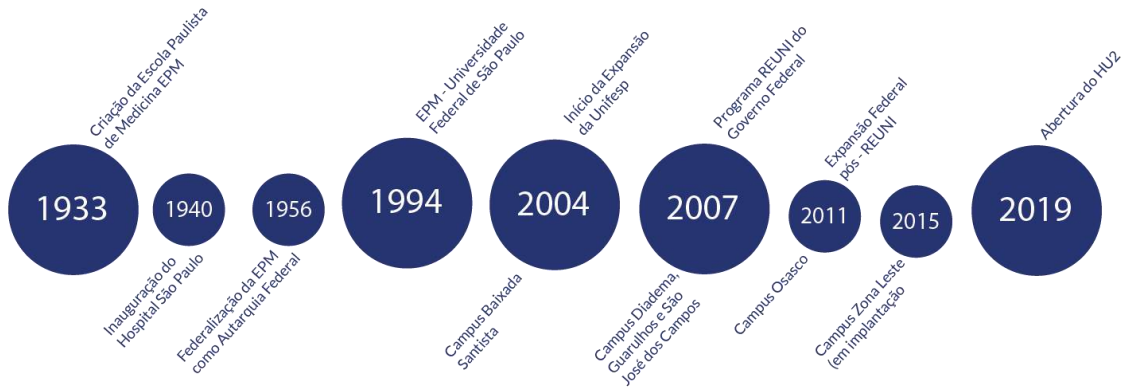 Criação da Escola Paulista
de Medicina EPM
1933
1940
Inauguração do
Hospital São Paulo
1956
Federalização da EPM
como Autarquia Federal
EPM - Universidade
Federal de São Paulo
1994
Início da Expansão
da Unifesp
2004
Campus Baixada
Santista
Programa REUNI do
Governo Federal
2007
Campus Diadema,
Guarulhos e São
José dos Campos
Expansão Federal
pós - REUNI
2011
Campus Osasco
2015
Campus Zona Leste
(em implantação
Abertura do HU2
2019